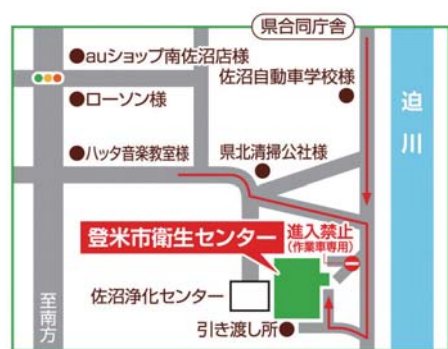 県合同庁舎
●auショップ南佐沼店様
佐沼自動車学校様
●ローソン様
迫川
●ハッタ音楽教室様
県北清掃公社様
登米市衛生センター
進入禁止
(作業車専用)
佐沼浄化センター
至南方
引き渡し所●